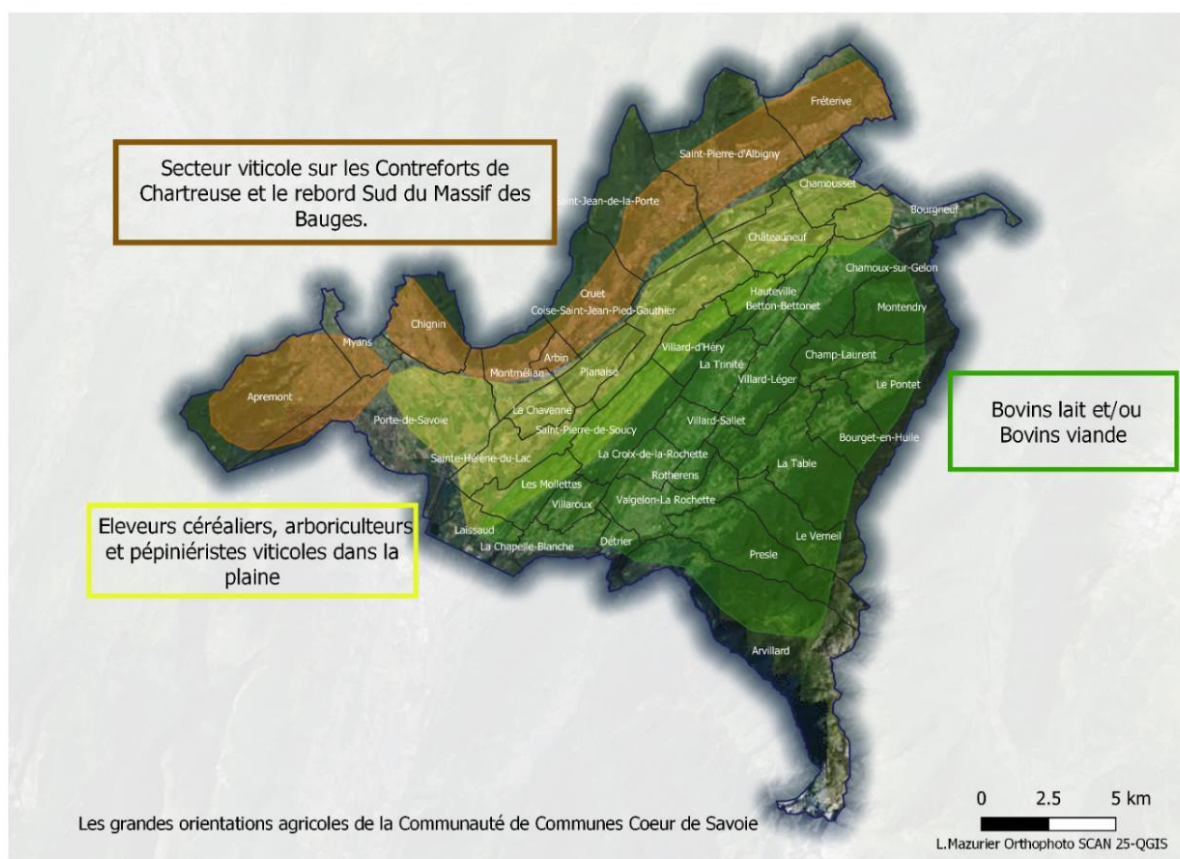 Fréterive
Secteur viticole sur les Contreforts de
Chartreuse et le rebord Sud du Massif des
Bauges.
Saint-Pierre-d'Albigny
Chamousset
Saint-Jean-de-la-Porte
Bourgneuf
Châteauneuf
Chamoux-sur-Gelon
Hauteville
Cruet
Betton-Bettonet
Montendry
Coise-Saint-Jean-Pied-Gauthier
Chignin
Myans
Villard-d'Héry
Champ-Laurent
Arbin
La Trinité
Montmélian
Planaise
Villard-Léger
Le Pontet
Apremont
La Chavanne
Porte-de-Savoie
Villard-Sallet
Saint-Pierre-de-Soucy
Bourget-en-Huile
Bovins lait et/ou
Bovins viande
Sainte-Hélène-du-Lac
La Croix-de-la-Rochette
La Table
Rotherens
Les Mollettes
Valgelon-La Rochette
Villaroux
Eleveurs céréaliers, arboriculteurs
et pépiniéristes viticoles dans la
plaine
Laissaud
Le Verneil
Détrier
La Chapelle-Blanche
Presle
Arvillard
0 2.5 5 km
Les grandes orientations agricoles de la Communauté de Communes Coeur de Savoie
L.Mazurier Orthophoto SCAN 25-QGIS